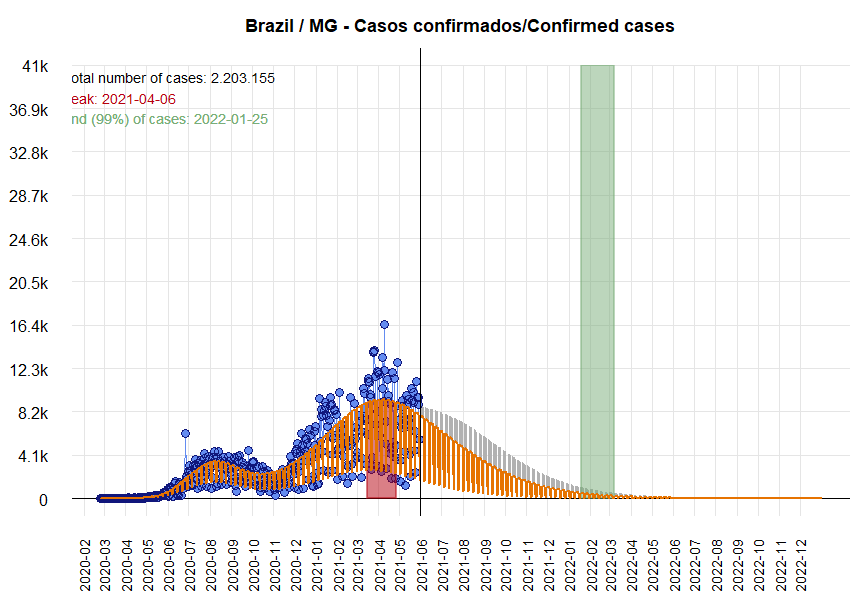 Brazil / MG - Casos confirmados/Confirmed cases
41k
otal number of cases: 2.203.155
eak: 2021-04-06
36.9k
nd (99%) of cases: 2022-01-25
32.8k
28.7k
24.6k
20.5k
16.4k
12.3k
8.2k
4.1k
0
2020-02
2020-03
2020-04
2020-05
2020-06
2020-07
2020-08
2020-09
2020-10
2020-11
2020-12
2021-01
2021-02
2021-03
2021-04
2021-05
2021-06
2021-07
2021-08
2021-09
2021-10
2021-11
2021-12
2022-01
2022-02
2022-03
2022-04
2022-05
2022-06
2022-07
2022-08
2022-09
2022-10
2022-11
2022-12